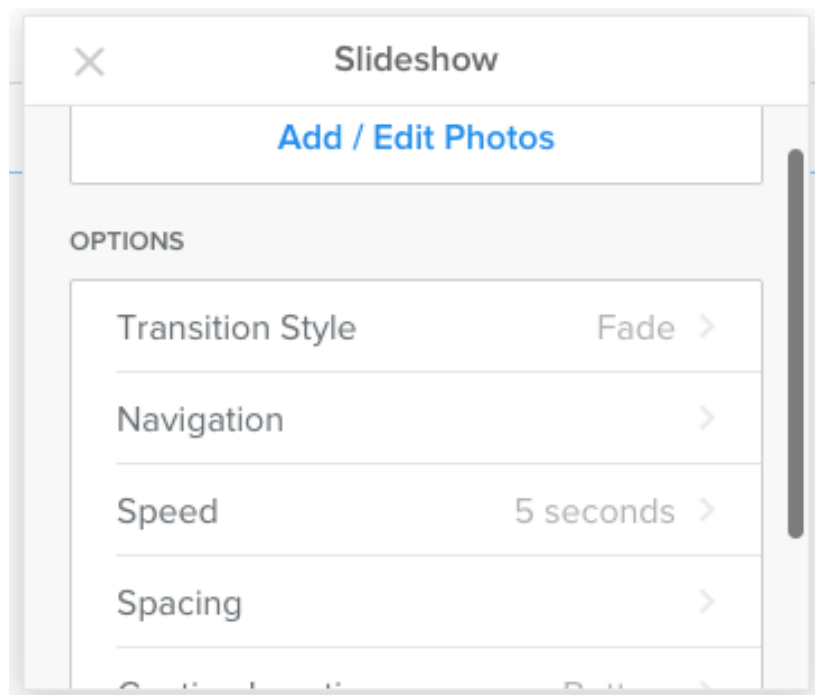 Slideshow
Add / Edit Photos
OPTIONS
Transition Style Fade
Navigation
Speed 5 seconds
Spacing